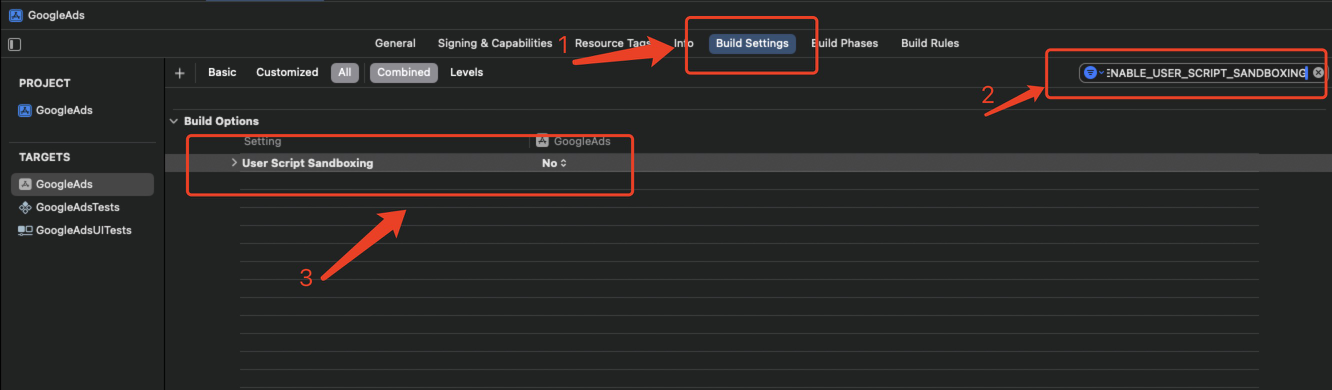 GoogleAds
General Signing & Capabilities Resource Tags Info Build Settings Build Phases Build Rules
1
PROJECT
GoogleAds
TARGETS
GoogleAds
GoogleAdsTests
GoogleAdsUITests
+ Basic Customized All Combined Levels
ENABLE_USER_SCRIPT_SANDBOXING
2
Build Options
Setting GoogleAds
User Script Sandboxing No
3